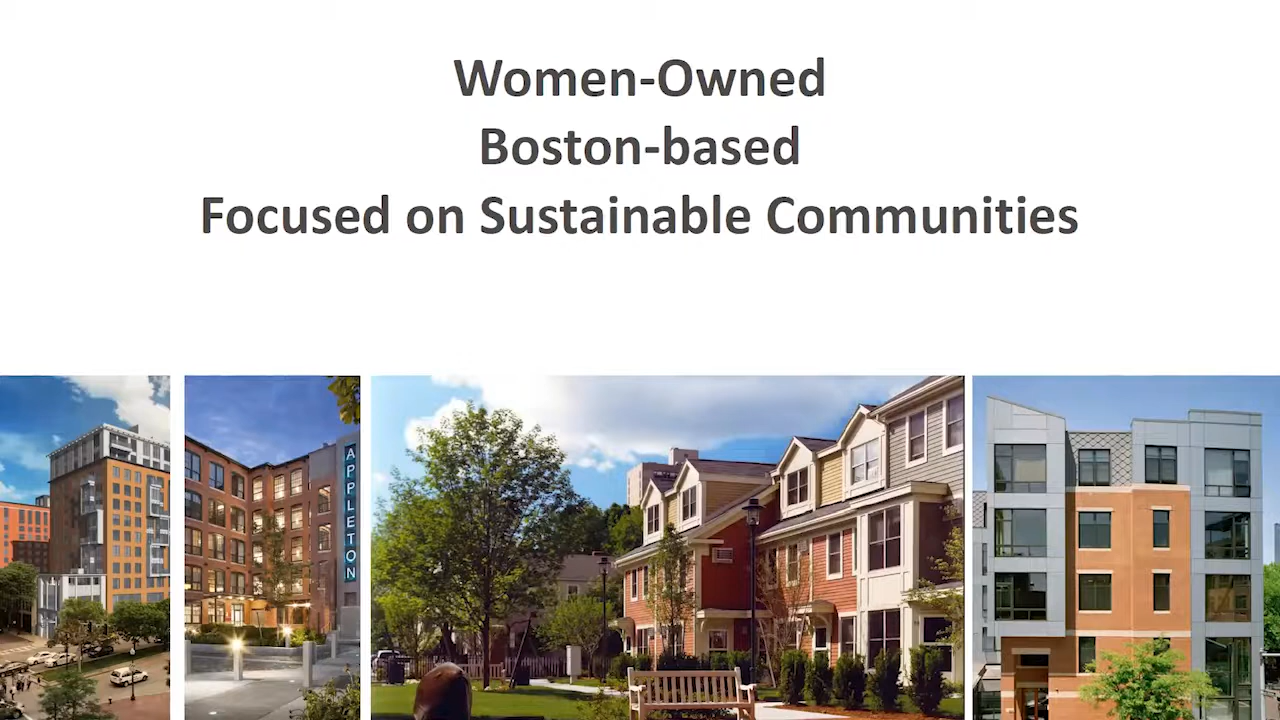 Women-Owned
Boston-based
Focused on Sustainable Communities
APPLETON